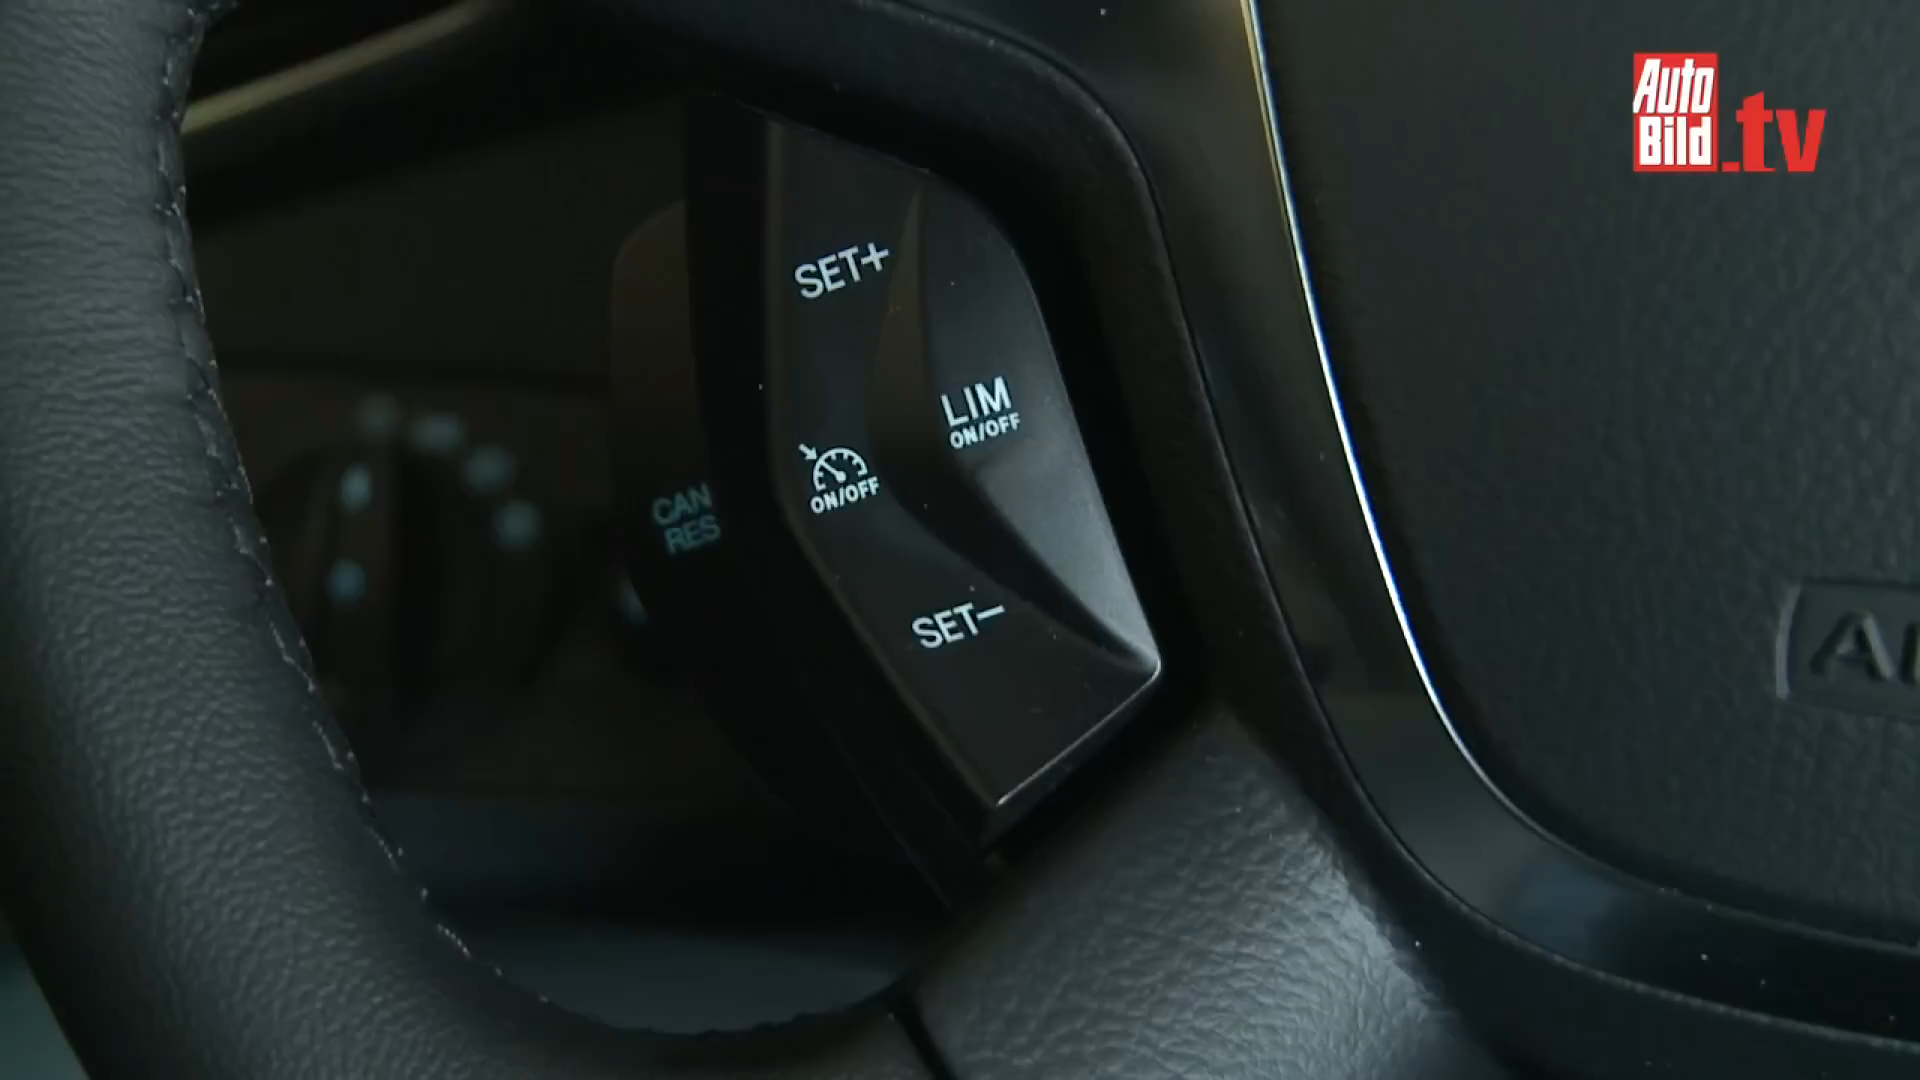 Auto
Bild
.tv
SET+
LIM
ON/OFF
ON/OFF
CAN
RES
SET−